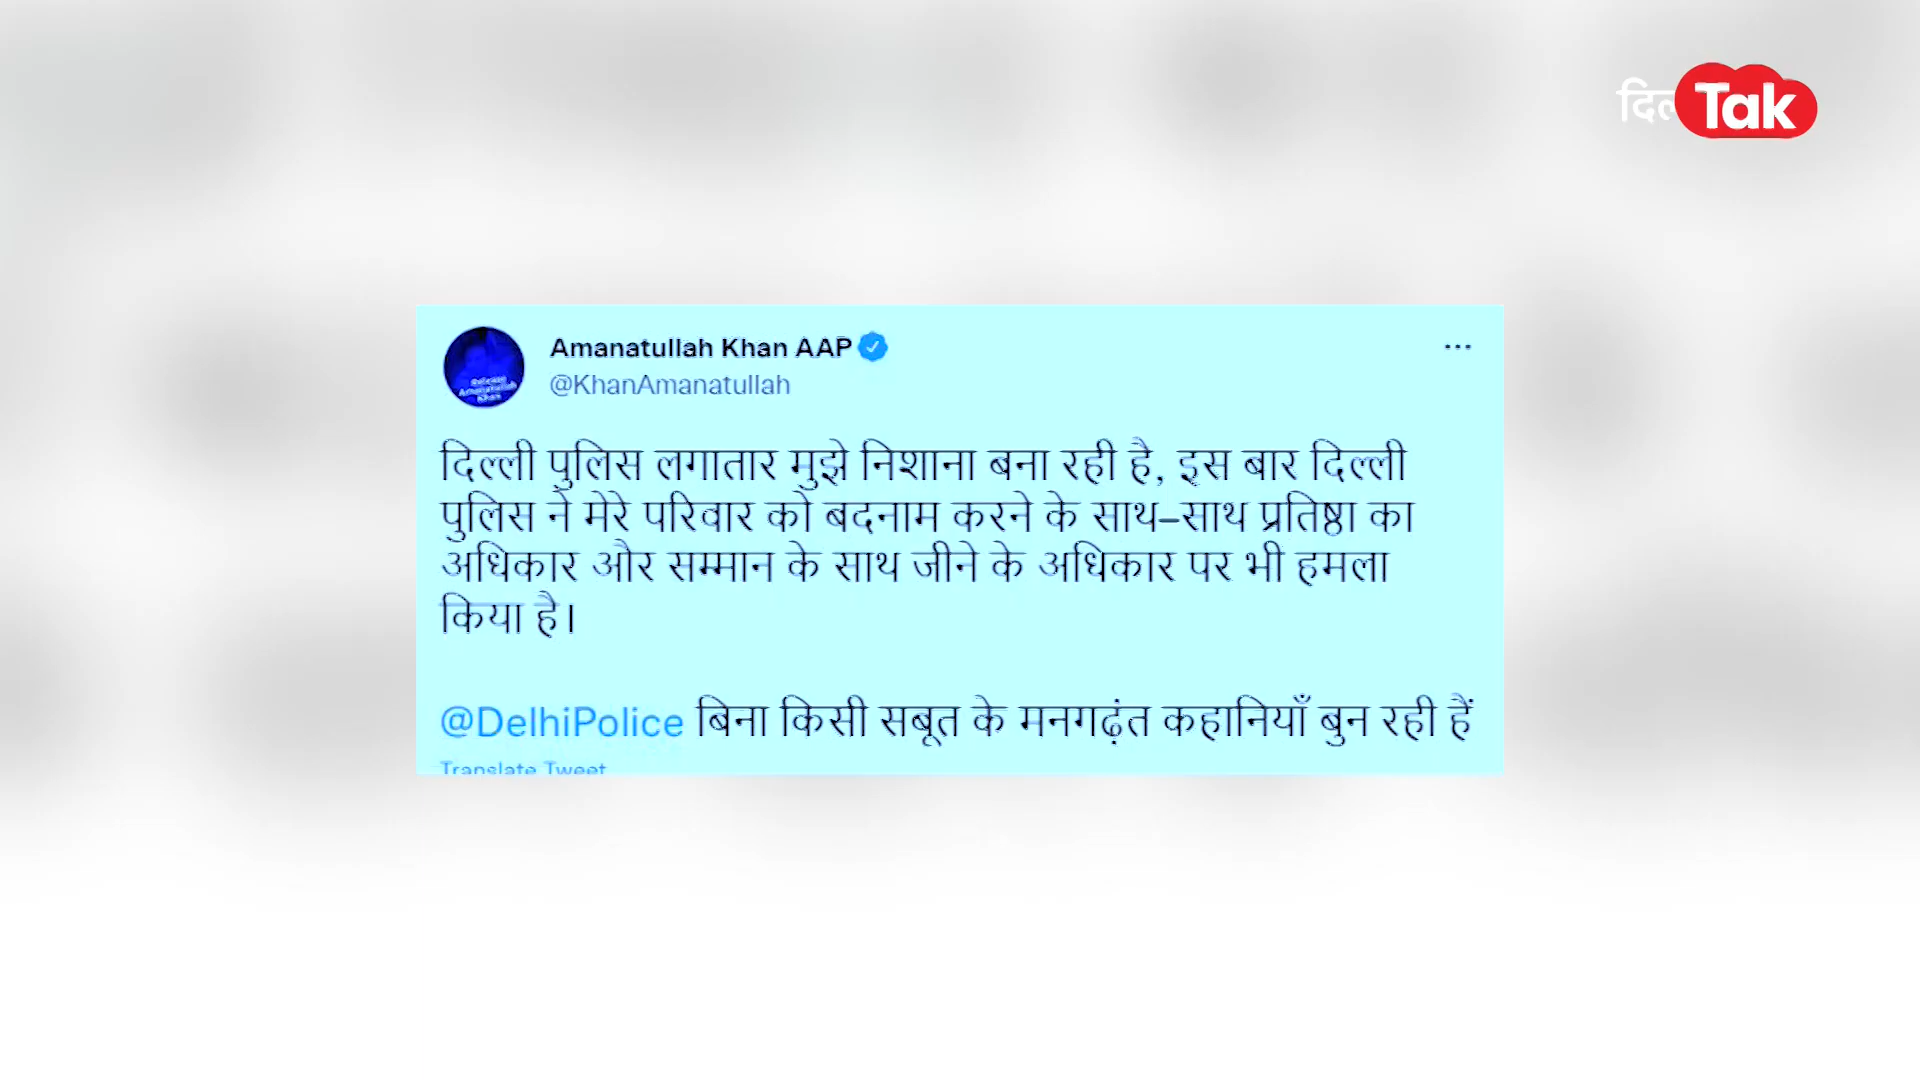 Tak
Amanatullah Khan AAP
@KhanAmanatullah
दिल्ली पुलिस लगातार मुझे निशाना बना रही है, इस बार दिल्ली
पुलिस ने मेरे परिवार को बदनाम करने के साथ–साथ प्रतिष्ठा का
अधिकार और सम्मान के साथ जीने के अधिकार पर भी हमला
किया है।
@DelhiPolice बिना किसी सबूत के मनगढ़ंत कहानियाँ बुन रही हैं
Translate Tweet